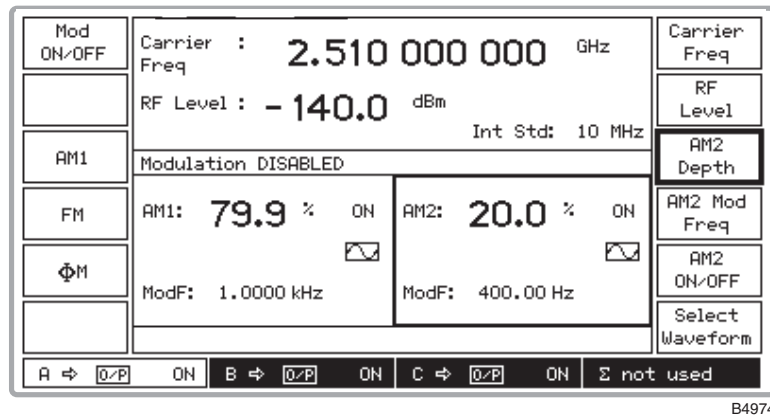 Mod
ON/OFF
AM1
FM
ΦM
Carrier
Freq : 2.510 000 000 GHz
RF Level : - 140.0 dBm
Int Std: 10 MHz
Modulation DISABLED
AM1: 79.9 % ON
ModF: 1.0000 kHz
AM2: 20.0 % ON
ModF: 400.00 Hz
Carrier
Freq
RF
Level
AM2
Depth
AM2 Mod
Freq
AM2
ON/OFF
Select
Waveform
A ⇨ O/P ON B ⇨ O/P ON C ⇨ O/P ON Σ not used
B4974